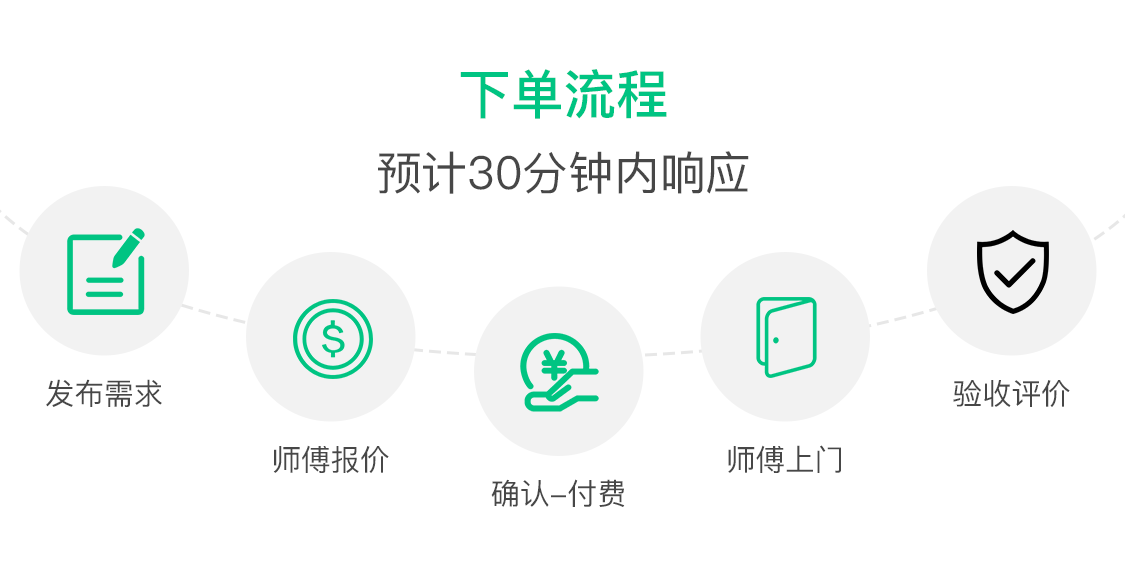 下单流程
预计30分钟内响应
发布需求
师傅报价
确认–付费
师傅上门
验收评价